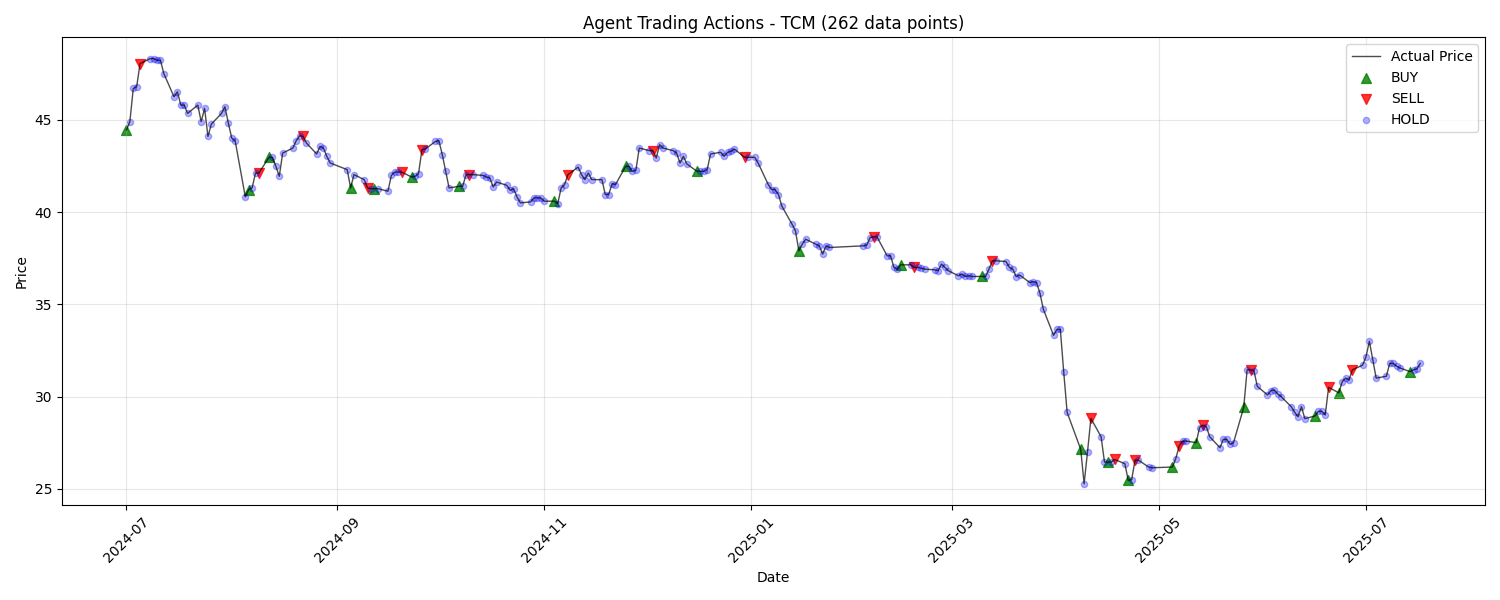 Agent Trading Actions - TCM (262 data points)
Actual Price
BUY
SELL
HOLD
Price
45
40
35
30
25
2024-07
2024-09
2024-11
2025-01
2025-03
2025-05
2025-07
Date